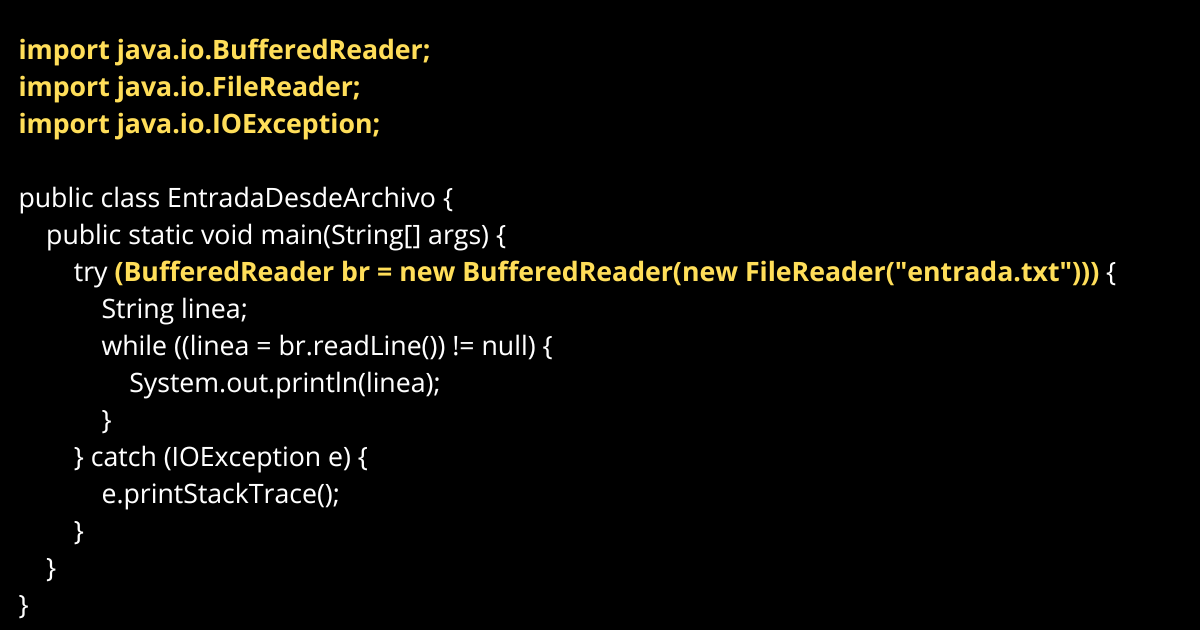 import java.io.BufferedReader;
import java.io.FileReader;
import java.io.IOException;
public class EntradaDesdeArchivo {
public static void main(String[] args) {
try (BufferedReader br = new BufferedReader(new FileReader("entrada.txt"))) {
String linea;
while ((linea = br.readLine()) != null) {
System.out.println(linea);
}
} catch (IOException e) {
e.printStackTrace();
}
}
}